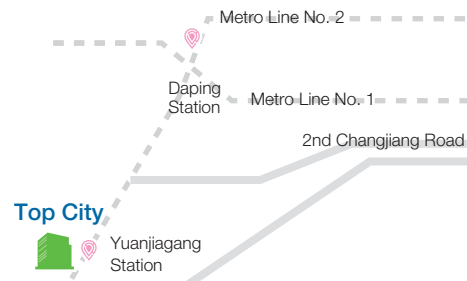 Metro Line No. 2
Daping
Station
Metro Line No. 1
2nd Changjiang Road
Top City
Yuanjiagang
Station